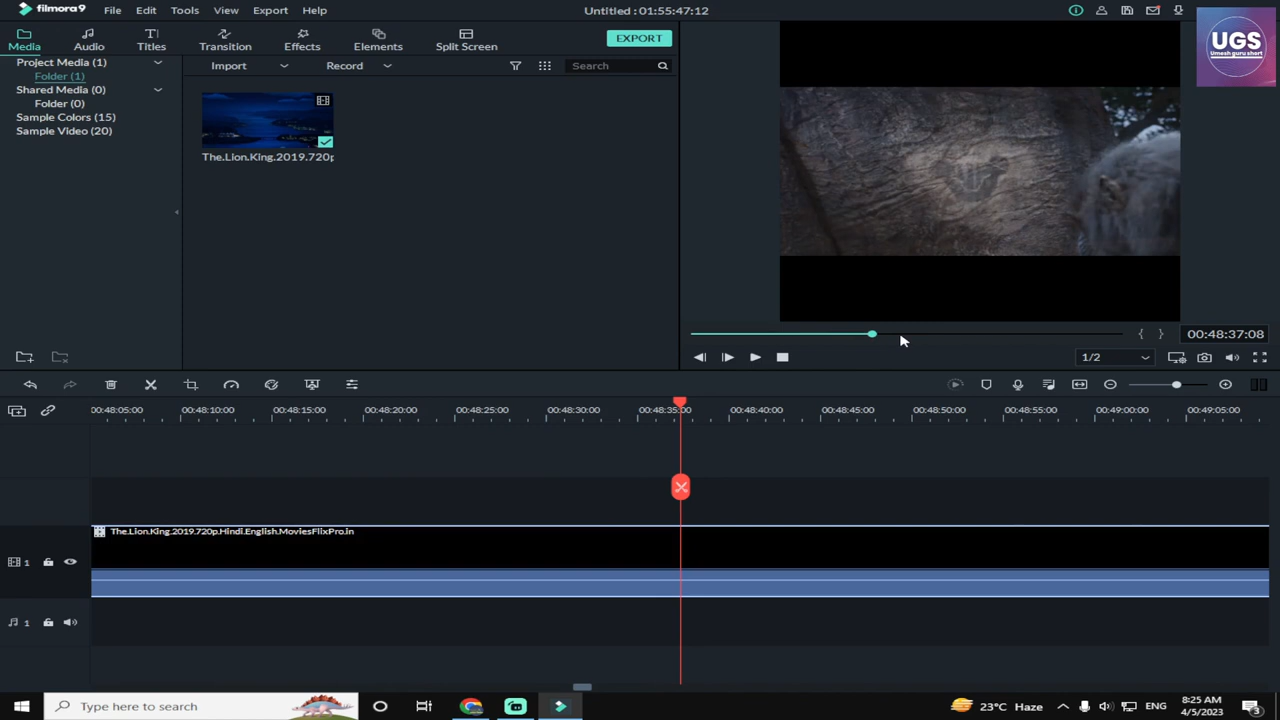 filmora9 File Edit Tools View Export Help Untitled : 01:55:47:12
UGS
Umesh guru short
Media Audio Titles Transition Effects Elements Split Screen EXPORT
Project Media (1) Import Record Search
Folder (1)
Shared Media (0)
Folder (0)
Sample Colors (15)
Sample Video (20)
The.Lion.King.2019.720p
00:48:37:08
1/2
00:48:05:00 00:48:10:00 00:48:15:00 00:48:20:00 00:48:25:00 00:48:30:00 00:48:35:00 00:48:40:00 00:48:45:00 00:48:50:00 00:48:55:00 00:49:00:00 00:49:05:00
The.Lion.King.2019.720p.Hindi.English.MoviesFlixPro.in
1
1
Type here to search 23°C Haze ENG 8:25 AM 3
4/5/2023